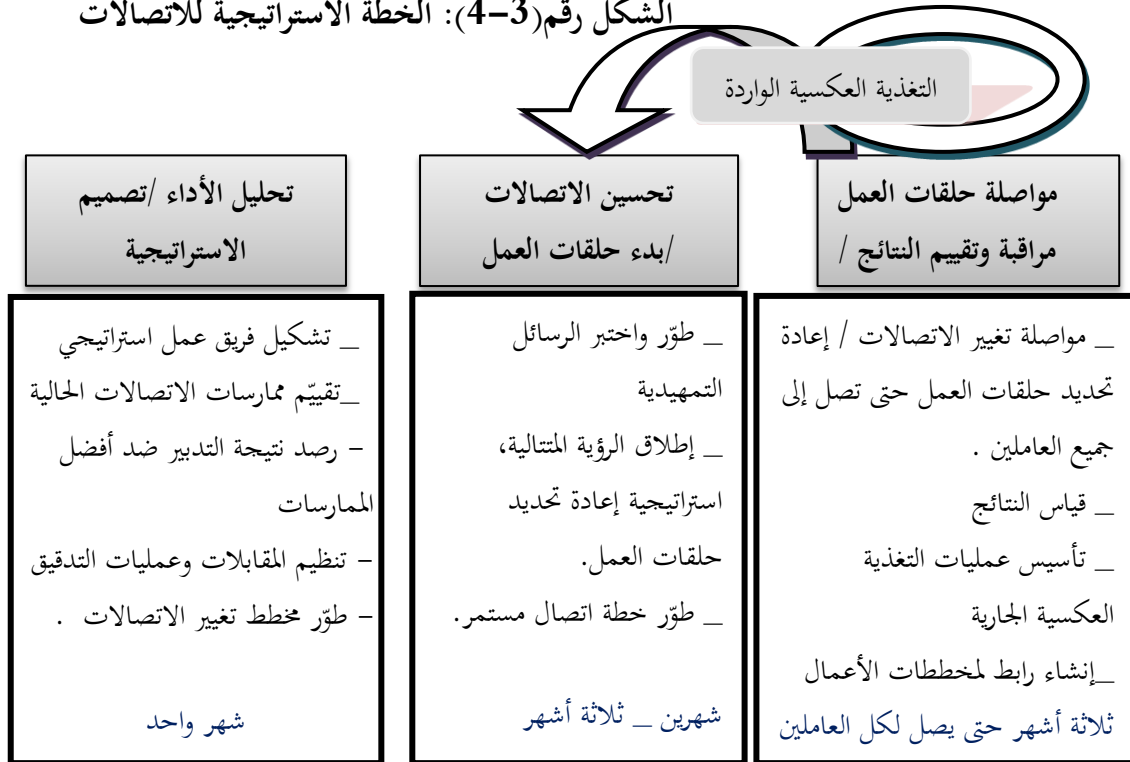 الشكل رقم(3-4): الخطة الاستراتيجية للاتصالات
التغذية العكسية الواردة
مواصلة حلقات العمل
مراقبة وتقييم النتائج /
_ مواصلة تغيير الاتصالات / إعادة
تحديد حلقات العمل حتى تصل إلى
جميع العاملين .
_ قياس النتائج
_ تأسيس عمليات التغذية
العكسية الجارية
_إنشاء رابط لمخططات الأعمال
ثلاثة أشهر حتى يصل لكل العاملين
تحسين الاتصالات
/بدء حلقات العمل
_ طوّر واختبر الرسائل
التمهيدية
_ إطلاق الرؤية المتتالية،
استراتيجية إعادة تحديد
حلقات العمل.
_ طوّر خطة اتصال مستمر.
شهرين _ ثلاثة أشهر
تحليل الأداء /تصميم
الاستراتيجية
_ تشكيل فريق عمل استراتيجي
_تقييّم ممارسات الاتصالات الحالية
- رصد نتيجة التدبير ضد أفضل
الممارسات
- تنظيم المقابلات وعمليات التدقيق
- طوّر مخطط تغيير الاتصالات .
شهر واحد